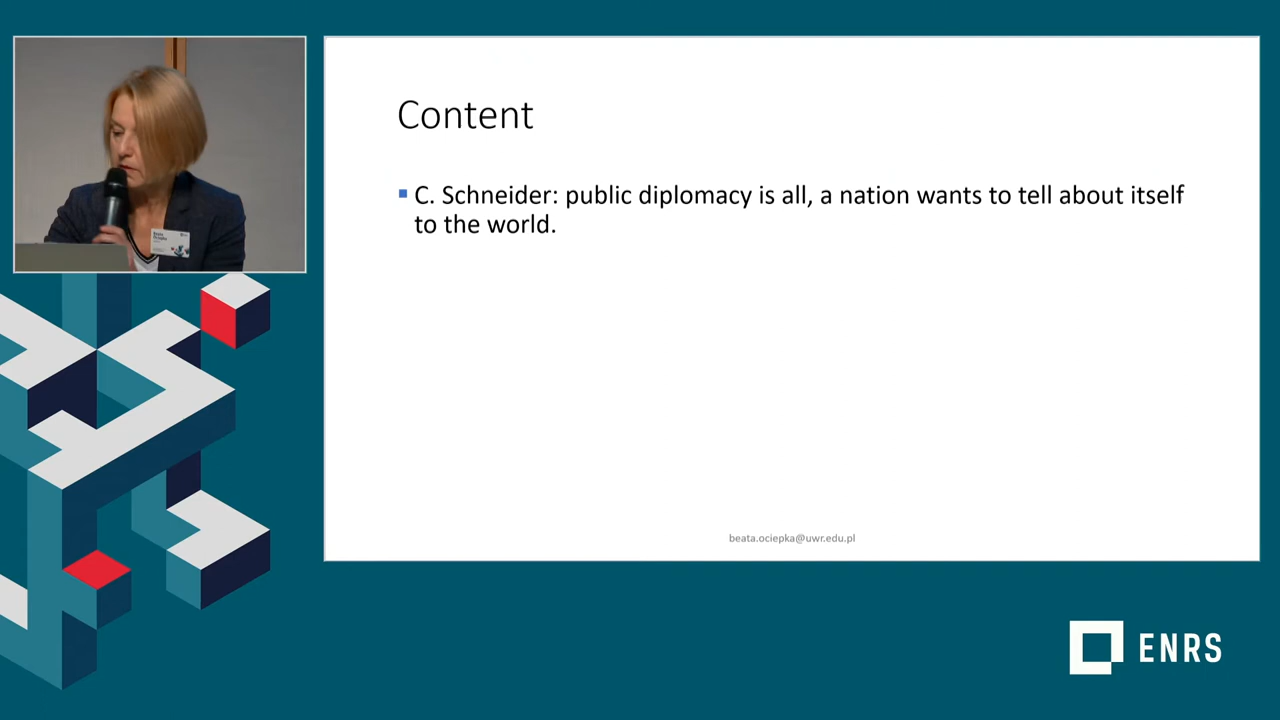 Content
C. Schneider: public diplomacy is all, a nation wants to tell about itself
to the world.
beata.ociepka@uwr.edu.pl
ENRS